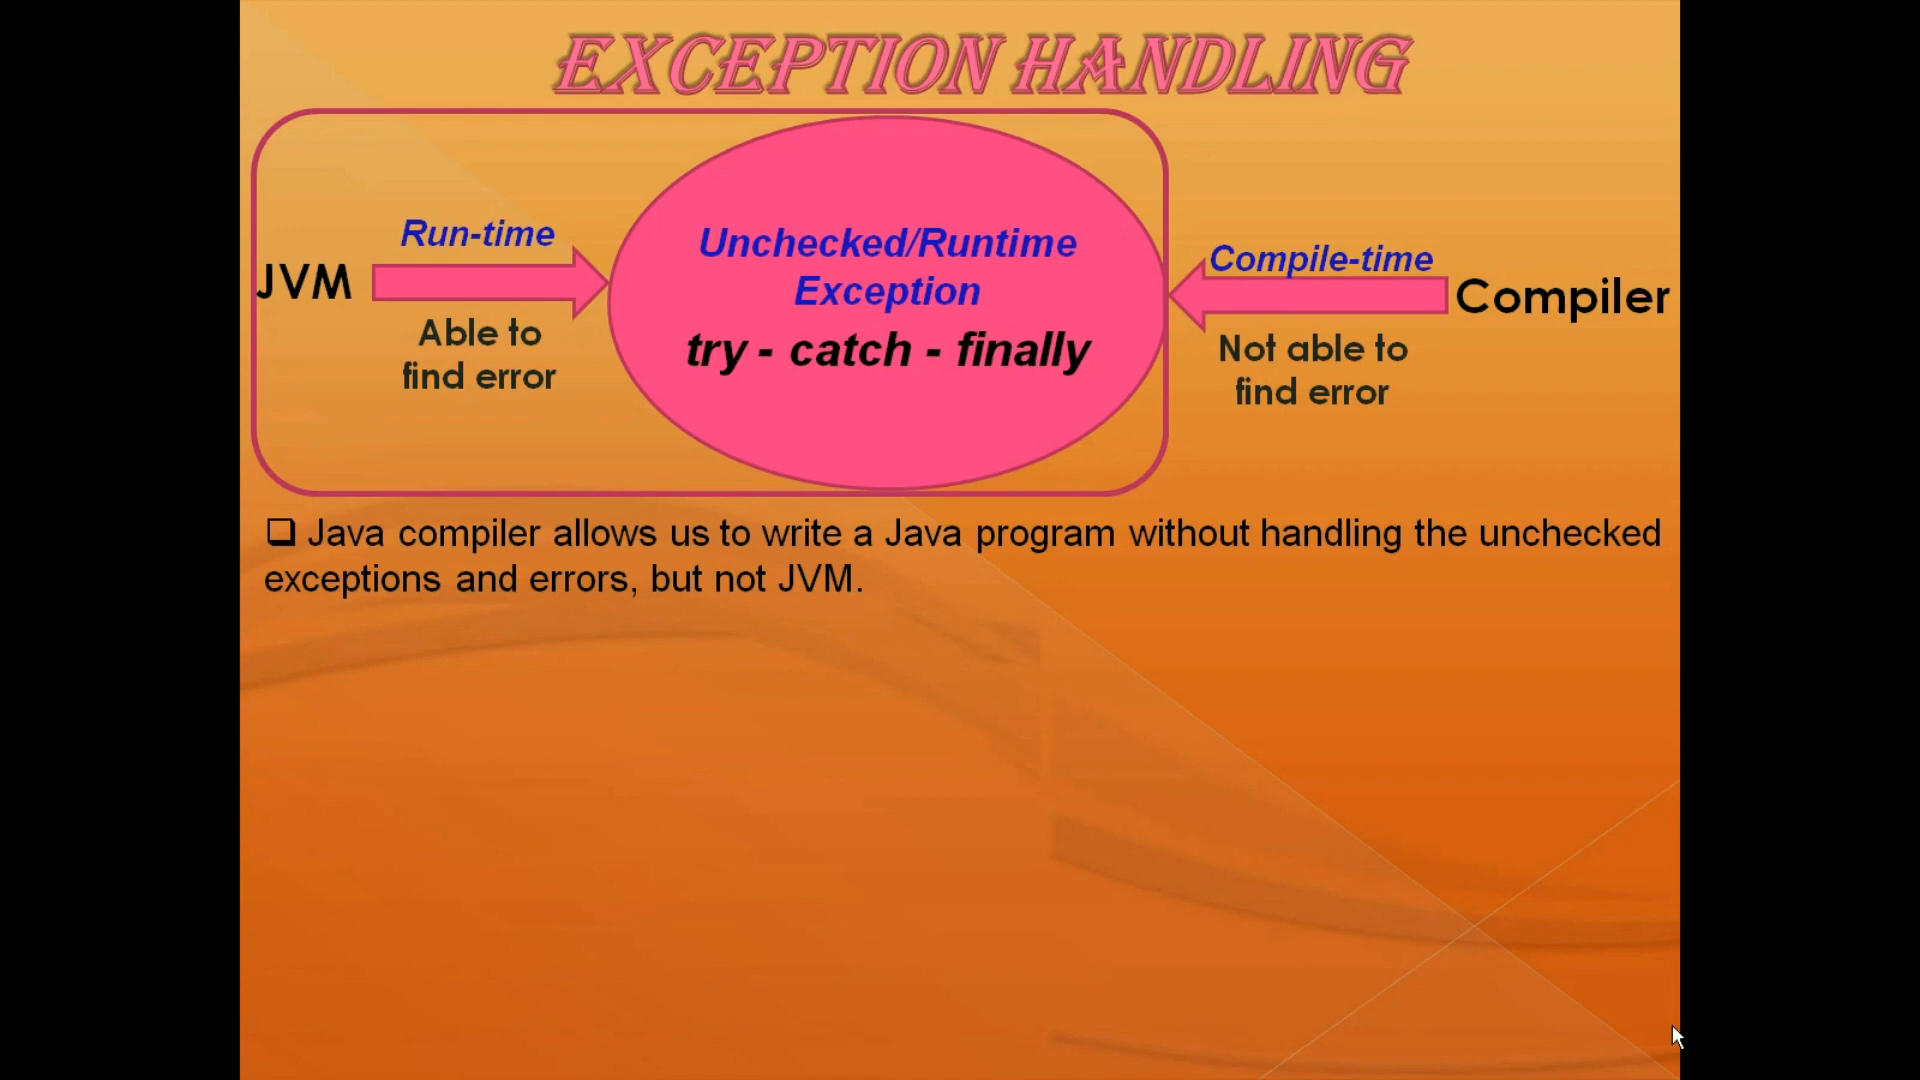 EXCEPTION HANDLING
Run-time
JVM
Able to
find error
Unchecked/Runtime
Exception
try - catch - finally
Compile-time
Compiler
Not able to
find error
❑ Java compiler allows us to write a Java program without handling the unchecked
exceptions and errors, but not JVM.